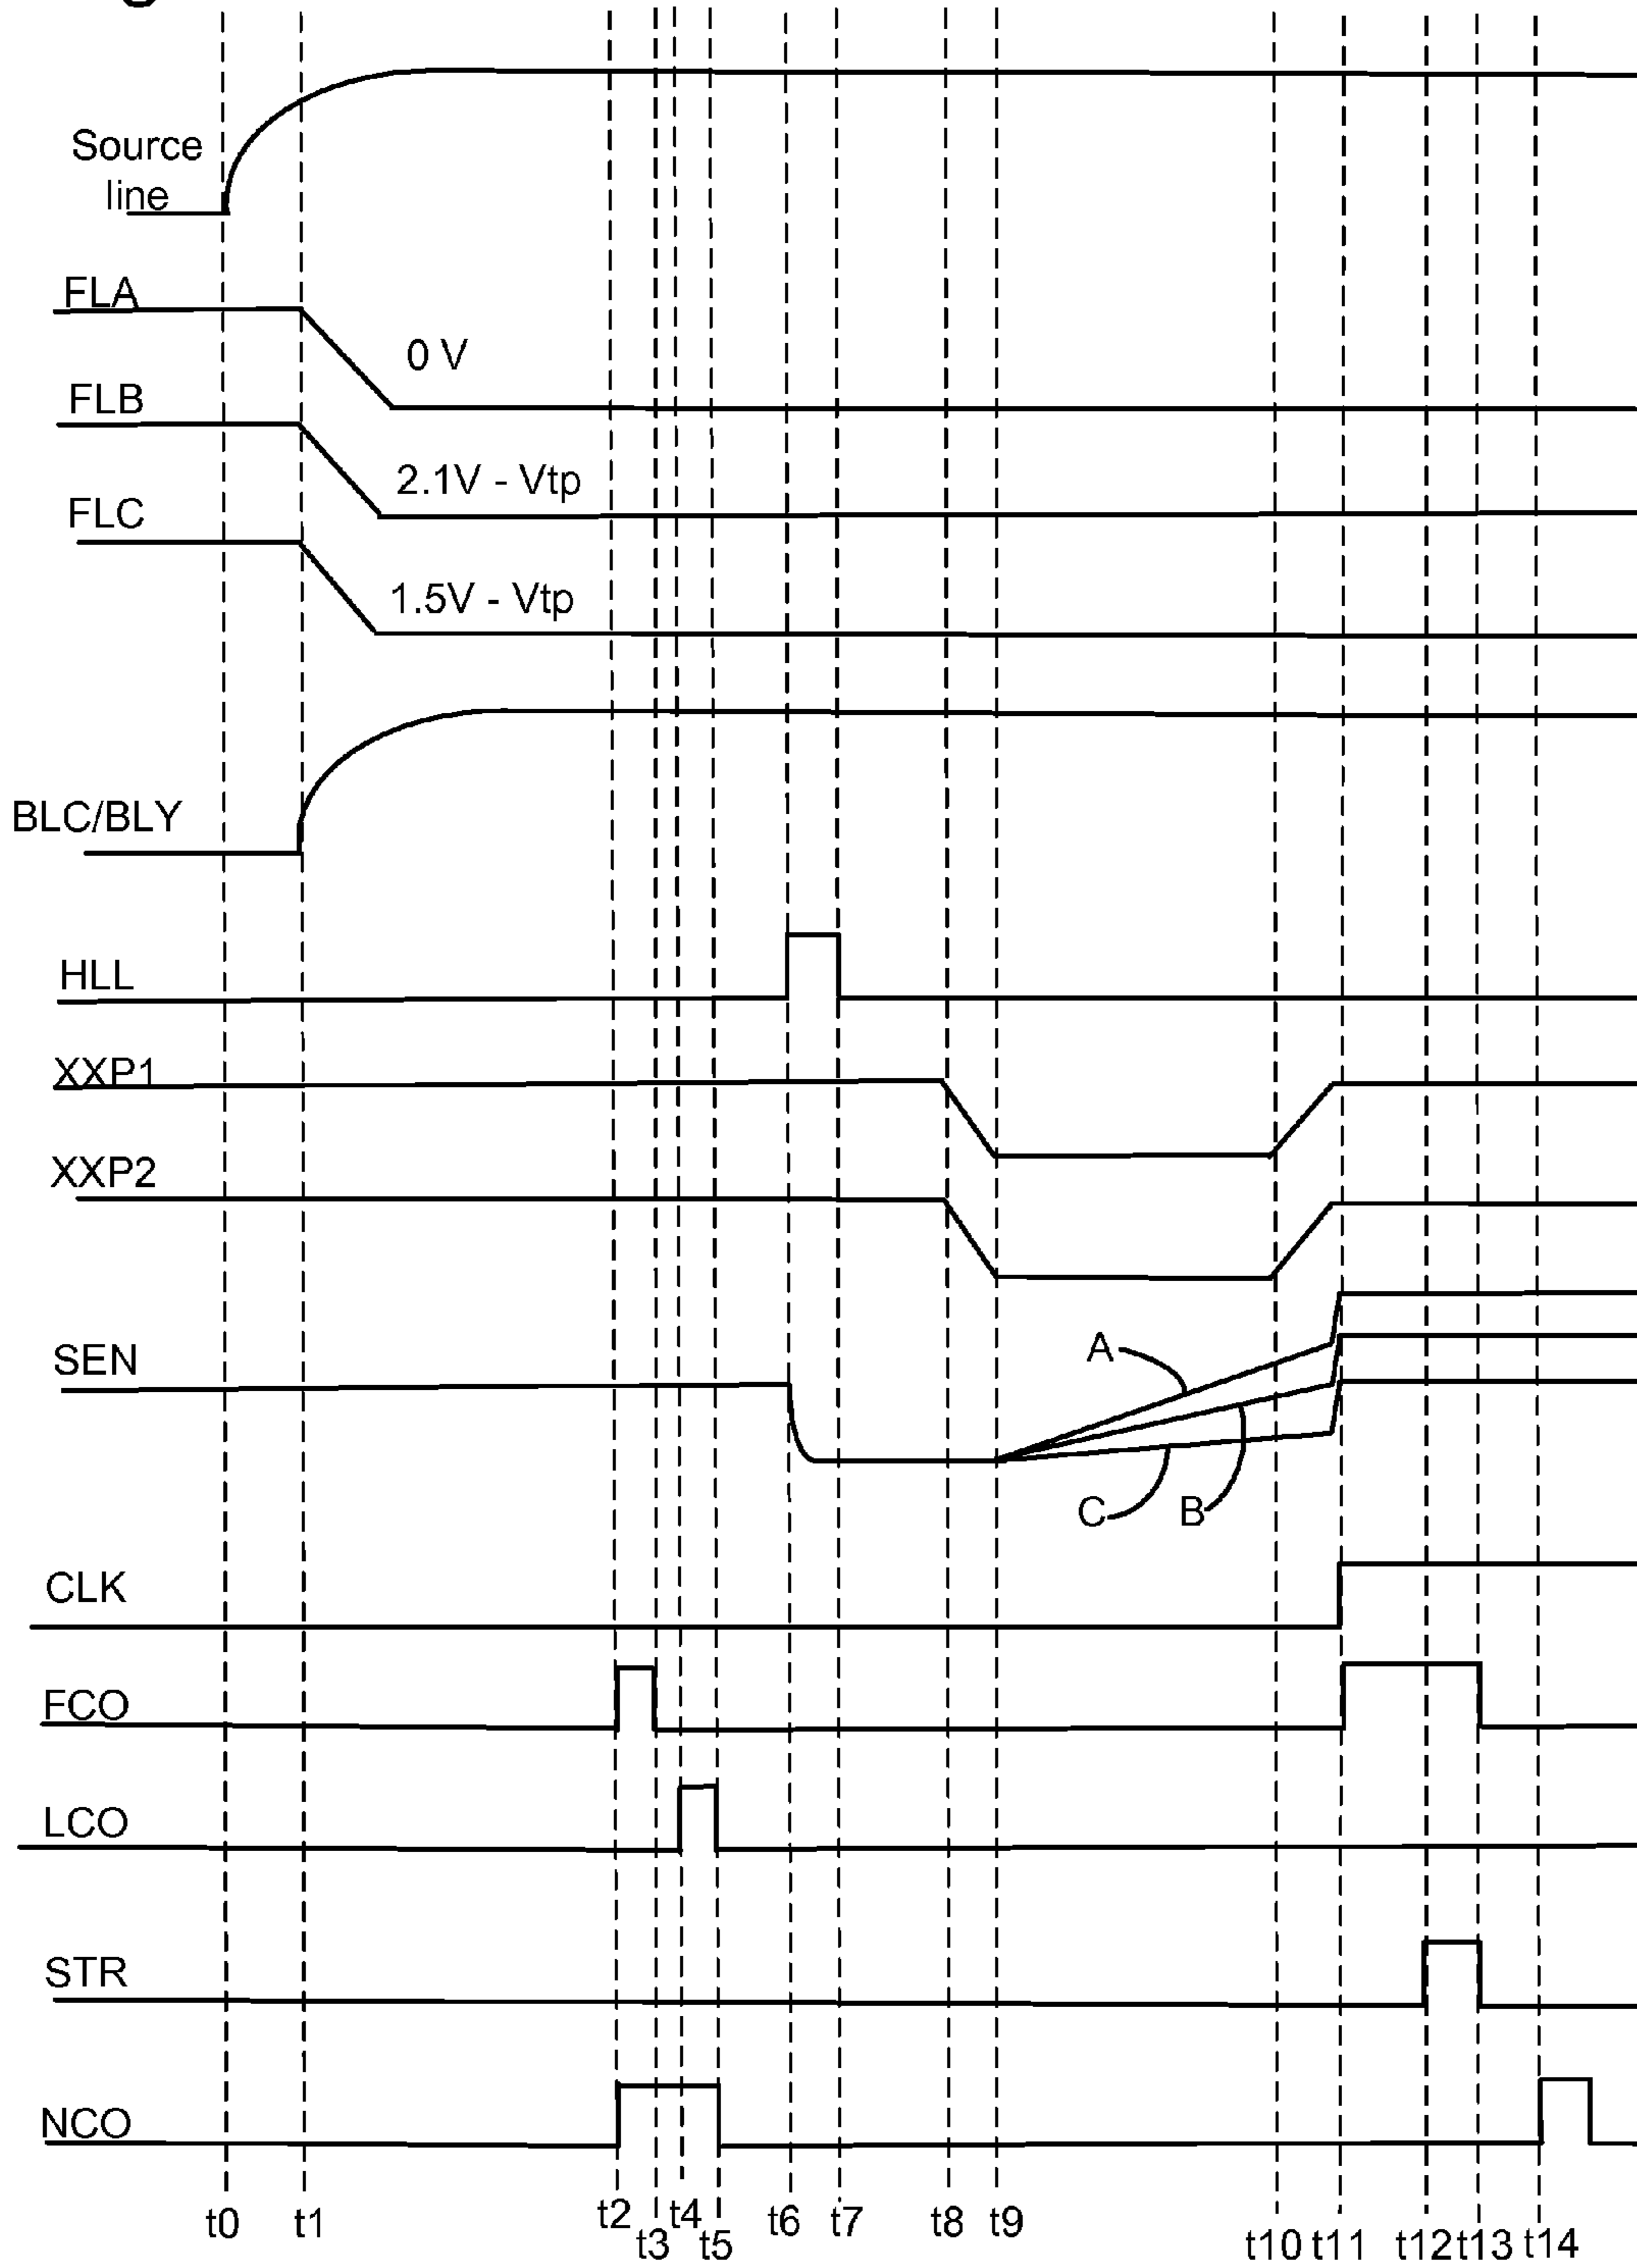 Source
line
FLA
0 V
FLB
2.1V - Vtp
FLC
1.5V - Vtp
BLC/BLY
HLL
XXP1
XXP2
A
SEN
C
B
CLK
FCO
LCO
STR
NCO
t0
t1
t2
t3
t4
t5
t6
t7
t8
t9
t10
t11
t12
t13
t14